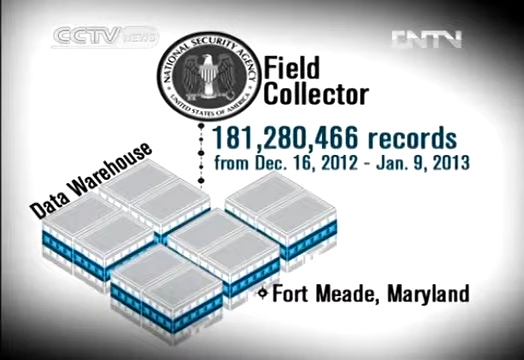 CCTV NEWS
CNTV
NATIONAL SECURITY AGENCY
UNITED STATES OF AMERICA
Field
Collector
181,280,466 records
from Dec. 16, 2012 - Jan. 9, 2013
Data Warehouse
Fort Meade, Maryland